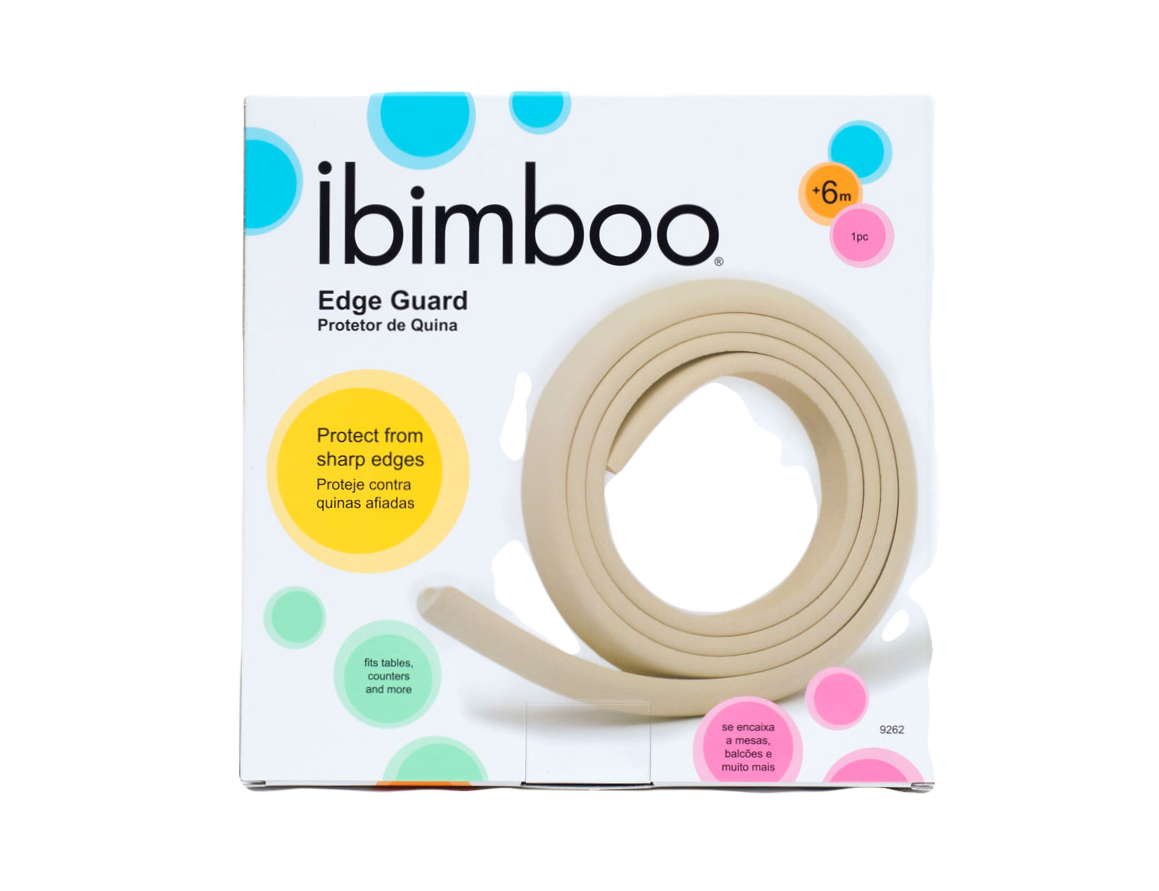 ibimboo®
+6m
1pc
Edge Guard
Protetor de Quina
Protect from
sharp edges
Proteje contra
quinas afiadas
fits tables,
counters
and more
se encaixa
a mesas,
balcões e
muito mais
9262